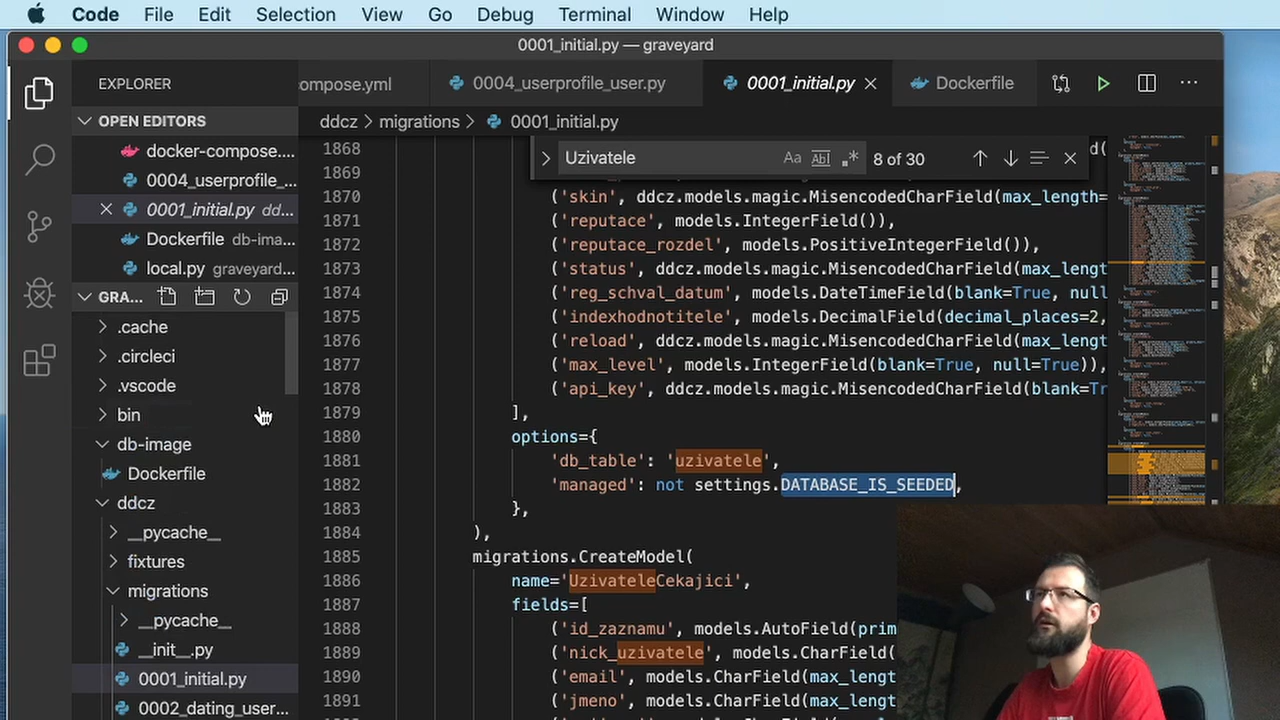 Code File Edit Selection View Go Debug Terminal Window Help
0001_initial.py — graveyard
EXPLORER
ompose.yml 0004_userprofile_user.py 0001_initial.py Dockerfile
OPEN EDITORS
docker-compose....
0004_userprofile_...
0001_initial.py dd...
Dockerfile db-ima...
local.py graveyard...
GRA...
.cache
.circleci
.vscode
bin
db-image
Dockerfile
ddcz
__pycache__
fixtures
migrations
__pycache__
__init__.py
0001_initial.py
0002_dating_user...
ddcz > migrations > 0001_initial.py
Uzivatele Aa Abl .* 8 of 30
1868
1869
1870 ('skin', ddcz.models.magic.MisencodedCharField(max_length=
1871 ('reputace', models.IntegerField()),
1872 ('reputace_rozdel', models.PositiveIntegerField()),
1873 ('status', ddcz.models.magic.MisencodedCharField(max_lengt
1874 ('reg_schval_datum', models.DateTimeField(blank=True, null
1875 ('indexhodnotitele', models.DecimalField(decimal_places=2,
1876 ('reload', ddcz.models.magic.MisencodedCharField(max_lengt
1877 ('max_level', models.IntegerField(blank=True, null=True)),
1878 ('api_key', ddcz.models.magic.MisencodedCharField(blank=Tr
1879 ],
1880 options={
1881 'db_table': 'uzivatele',
1882 'managed': not settings.DATABASE_IS_SEEDED,
1883 },
1884 ),
1885 migrations.CreateModel(
1886 name='UzivateleCekajici',
1887 fields=[
1888 ('id_zaznamu', models.AutoField(prim
1889 ('nick_uzivatele', models.CharField(
1890 ('email', models.CharField(max_lengt
1891 ('jmeno', models.CharField(max_lengt